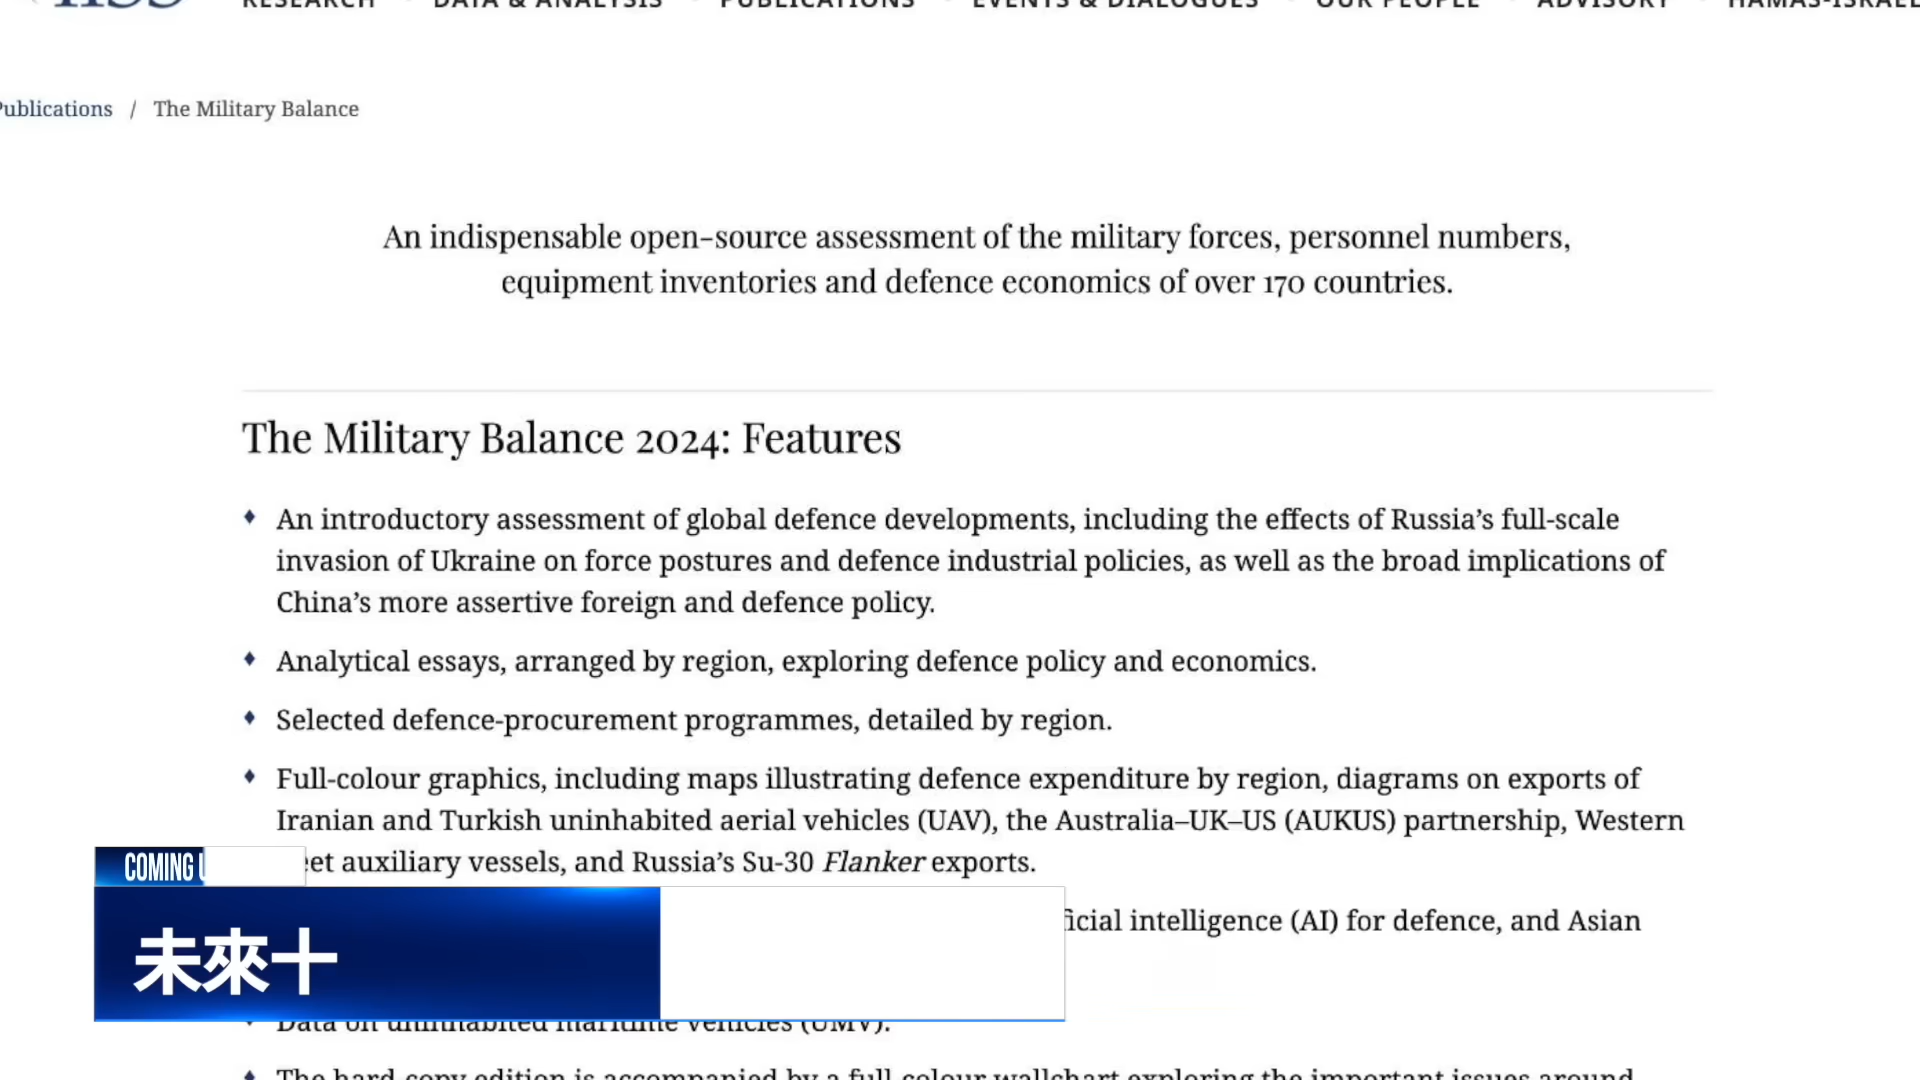 IISS RESEARCH DATA & ANALYSIS PUBLICATIONS EVENTS & DIALOGUES OUR PEOPLE ADVISORY HAMAS-ISRAEL
Publications / The Military Balance
An indispensable open-source assessment of the military forces, personnel numbers,
equipment inventories and defence economics of over 170 countries.
The Military Balance 2024: Features
An introductory assessment of global defence developments, including the effects of Russia’s full-scale
invasion of Ukraine on force postures and defence industrial policies, as well as the broad implications of
China’s more assertive foreign and defence policy.
Analytical essays, arranged by region, exploring defence policy and economics.
Selected defence-procurement programmes, detailed by region.
Full-colour graphics, including maps illustrating defence expenditure by region, diagrams on exports of
Iranian and Turkish uninhabited aerial vehicles (UAV), the Australia–UK–US (AUKUS) partnership, Western
eet auxiliary vessels, and Russia’s Su-30 Flanker exports.
COMING U
ficial intelligence (AI) for defence, and Asian
未來十
Data on uninhabited maritime vehicles (UMV).
The hard-copy edition is accompanied by a full-colour wallchart exploring the important issues around